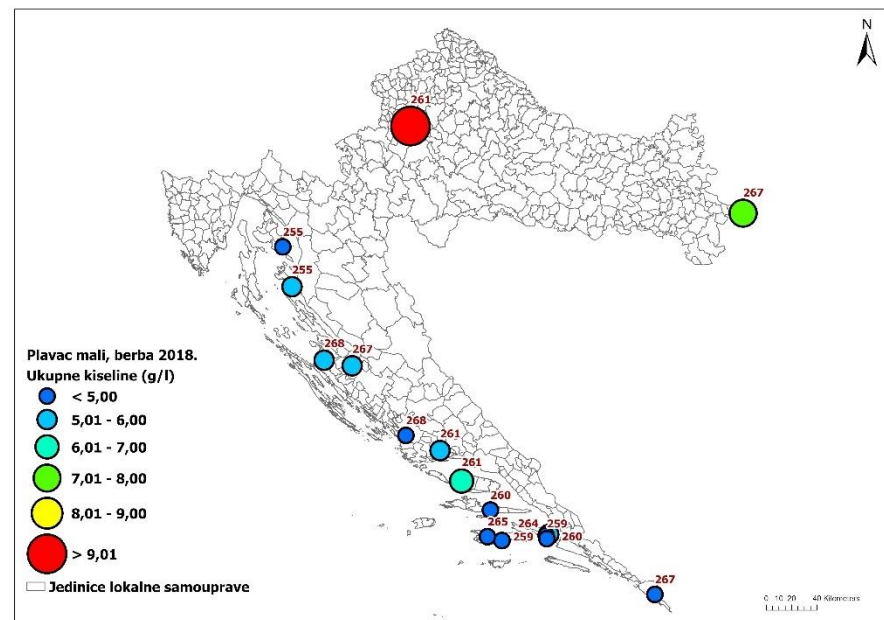 N
261
267
255
255
268
267
Plavac mali, berba 2018.
Ukupne kiseline (g/l)
< 5,00
5,01 - 6,00
6,01 - 7,00
7,01 - 8,00
8,01 - 9,00
> 9,01
Jedinice lokalne samouprave
268
261
261
260
265
264
259
259
260
267
0 10 20 40 Kilometers